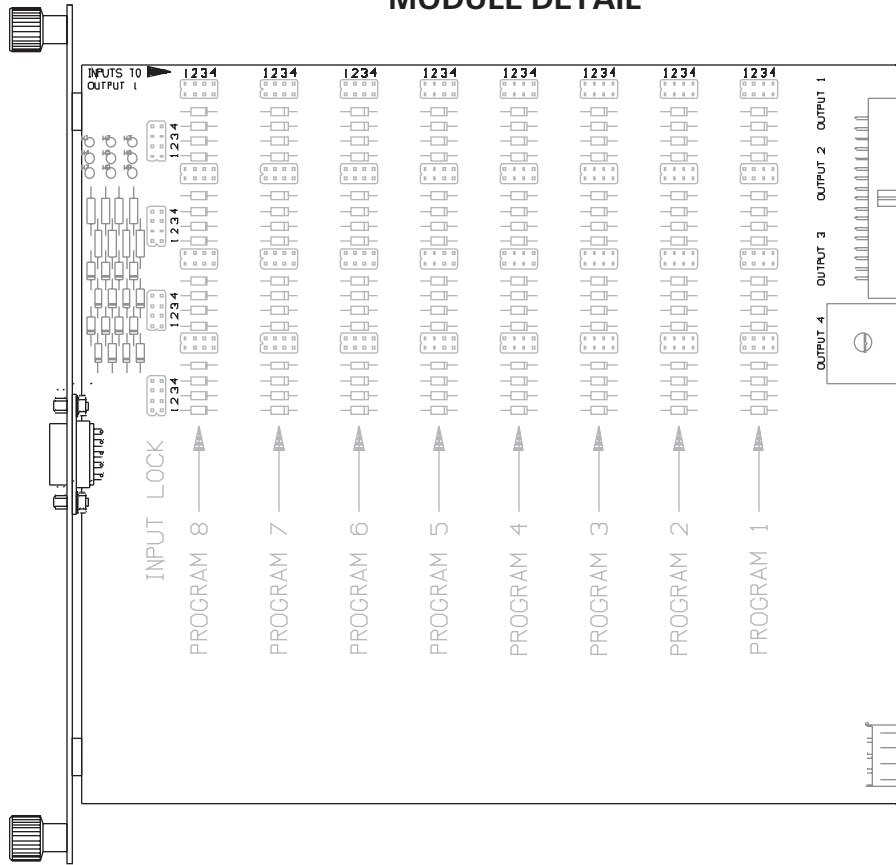 MODULE DETAIL
INPUTS TO
OUTPUT 1
1234 1234 1234 1234 1234 1234 1234 1234
OUTPUT 1
OUTPUT 2
OUTPUT 3
OUTPUT 4
1234
1234
1234
1234
INPUT LOCK
PROGRAM 8
PROGRAM 7
PROGRAM 6
PROGRAM 5
PROGRAM 4
PROGRAM 3
PROGRAM 2
PROGRAM 1